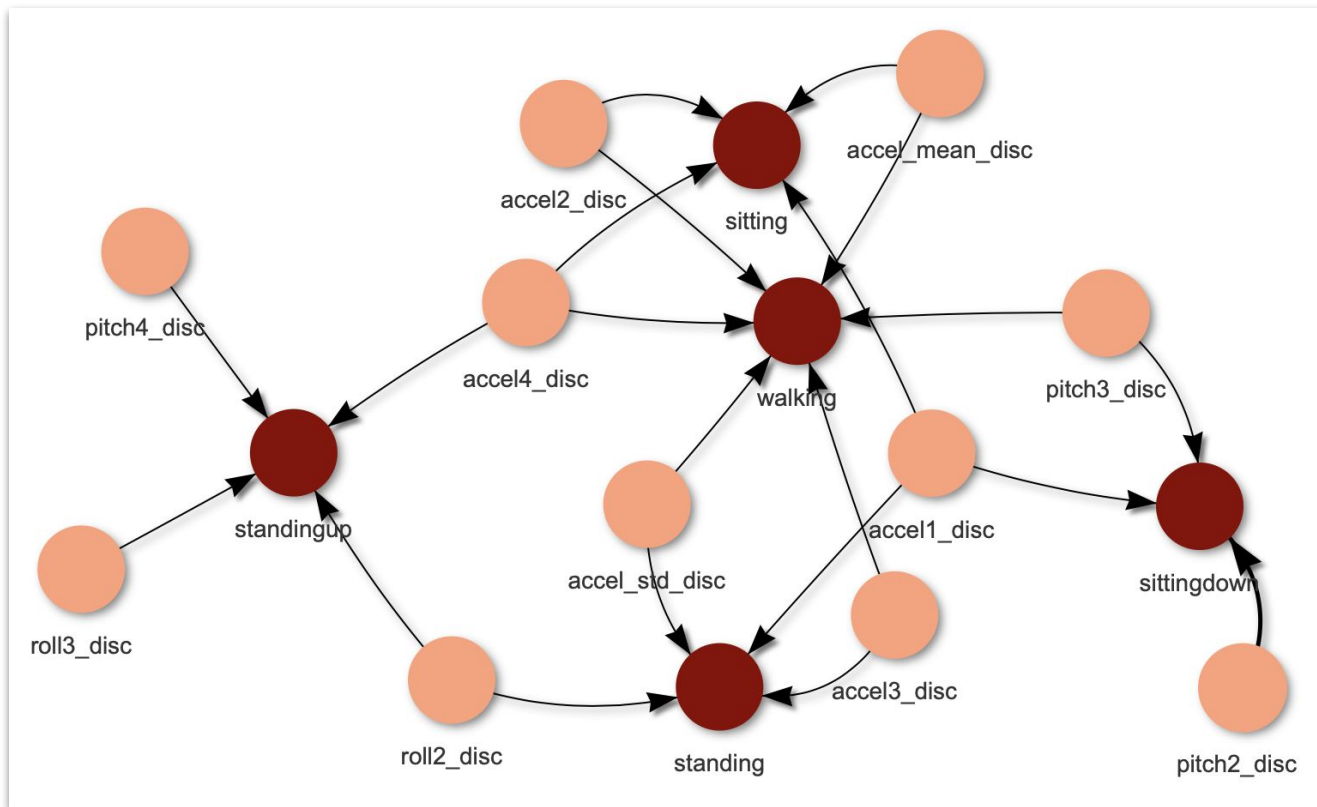 accel_mean_disc
accel2_disc
sitting
pitch4_disc
accel4_disc
pitch3_disc
walking
standingup
accel1_disc
accel_std_disc
sittingdown
roll3_disc
accel3_disc
roll2_disc
standing
pitch2_disc